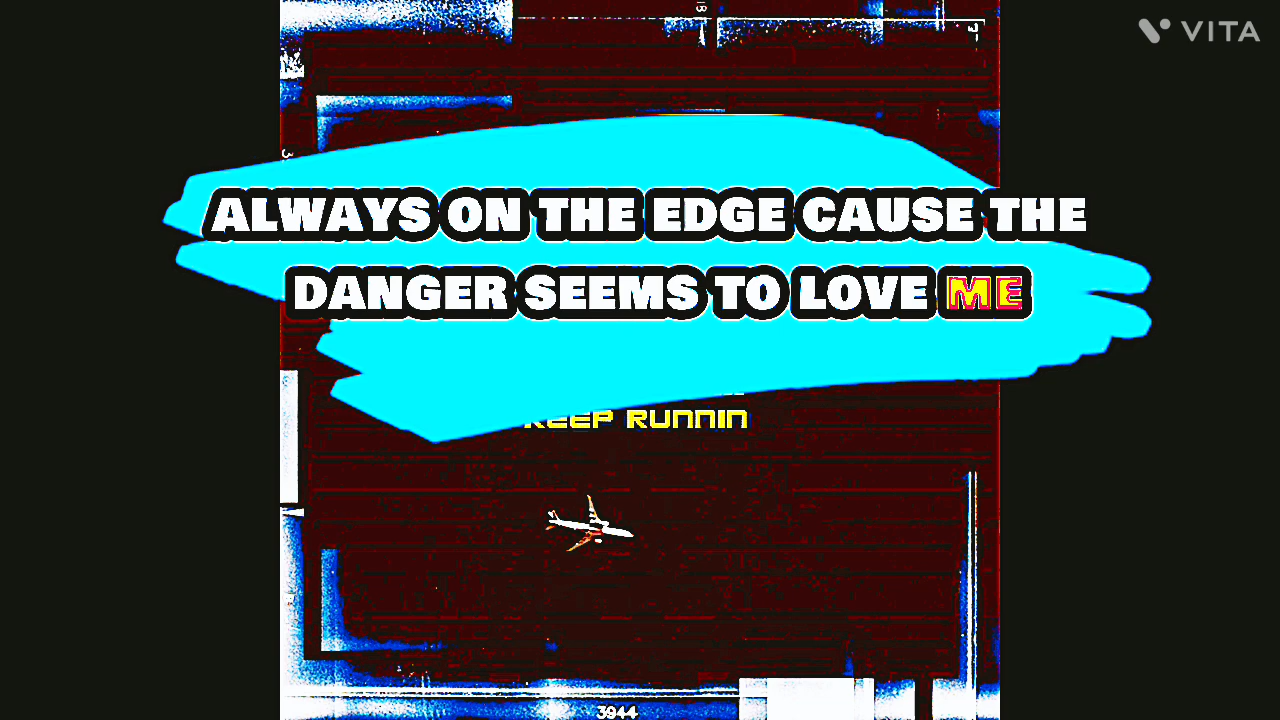 VITA
ALWAYS ON THE EDGE CAUSE THE
DANGER SEEMS TO LOVE ME
KEEP RUNNIN
3944